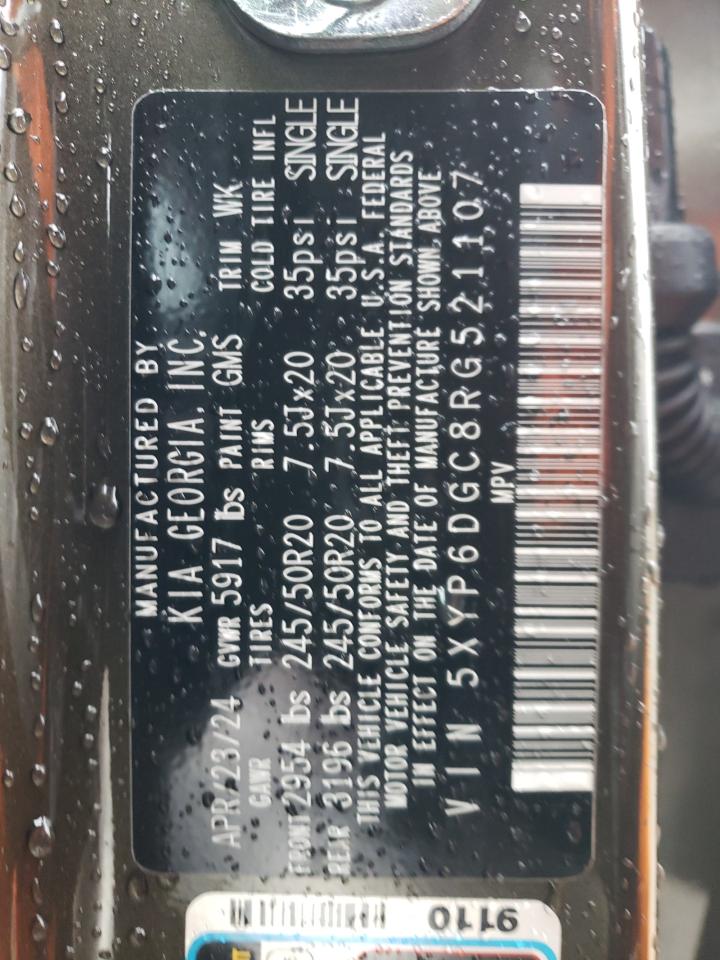 MANUFACTURED BY
KIA GEORGIA, INC.
APR/23/24 GVWR 5917 lbs PAINT GMS TRIM WK
GAWR TIRES RIMS COLD TIRE INFL
FRONT 2954 lbs 245/50R20 7.5Jx20 35psi SINGLE
REAR 3196 lbs 245/50R20 7.5Jx20 35psi SINGLE
THIS VEHICLE CONFORMS TO ALL APPLICABLE U.S.A. FEDERAL
MOTOR VEHICLE SAFETY AND THEFT PREVENTION STANDARDS
IN EFFECT ON THE DATE OF MANUFACTURE SHOWN ABOVE
VIN 5XYP6DGC8RG521107
MPV
9110